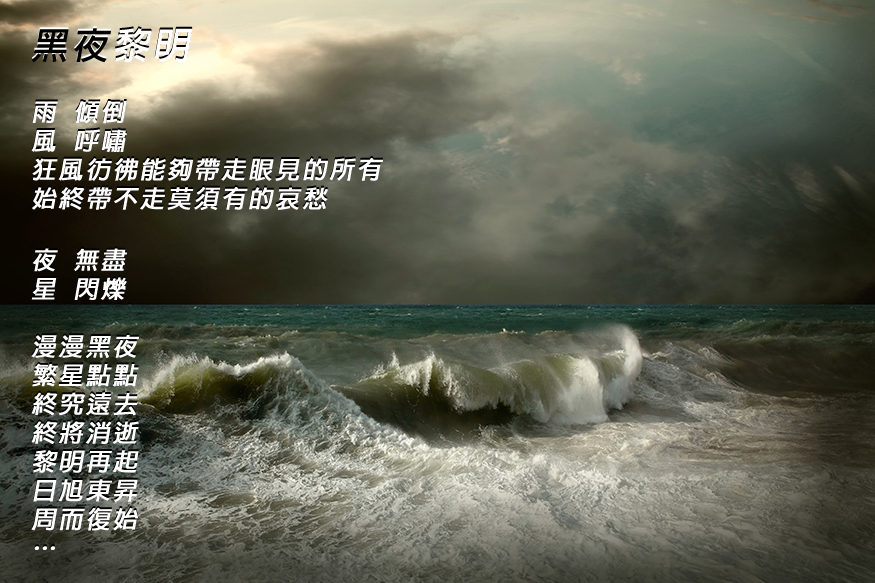 黑夜黎明
雨 傾倒
風 呼嘯
狂風彷彿能夠帶走眼見的所有
始終帶不走莫須有的哀愁
夜 無盡
星 閃爍
漫漫黑夜
繁星點點
終究遠去
終將消逝
黎明再起
日旭東昇
周而復始
...